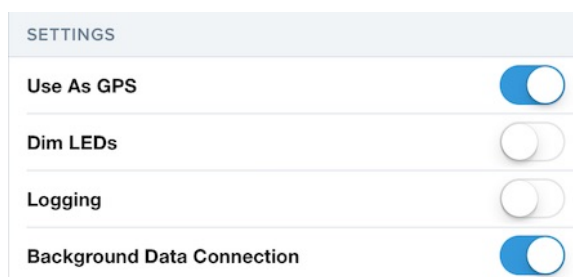 SETTINGS
Use As GPS
Dim LEDs
Logging
Background Data Connection